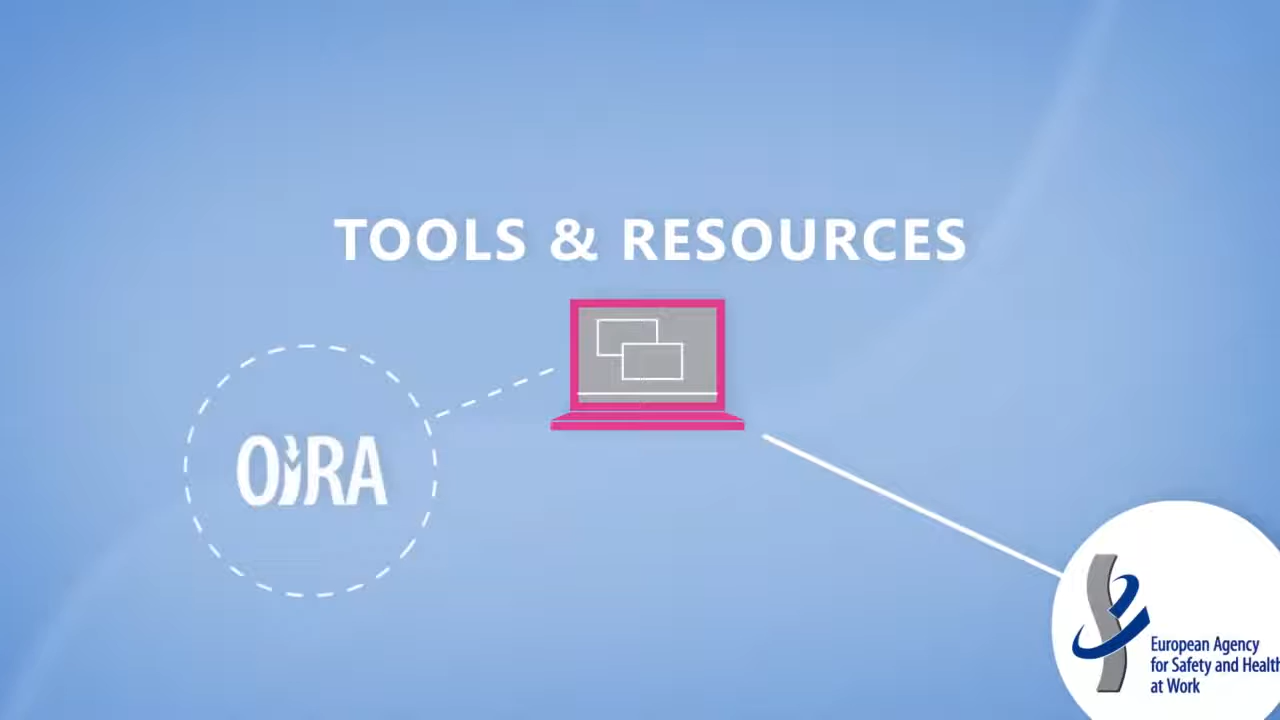 TOOLS & RESOURCES
OiRA
European Agency
for Safety and Health
at Work